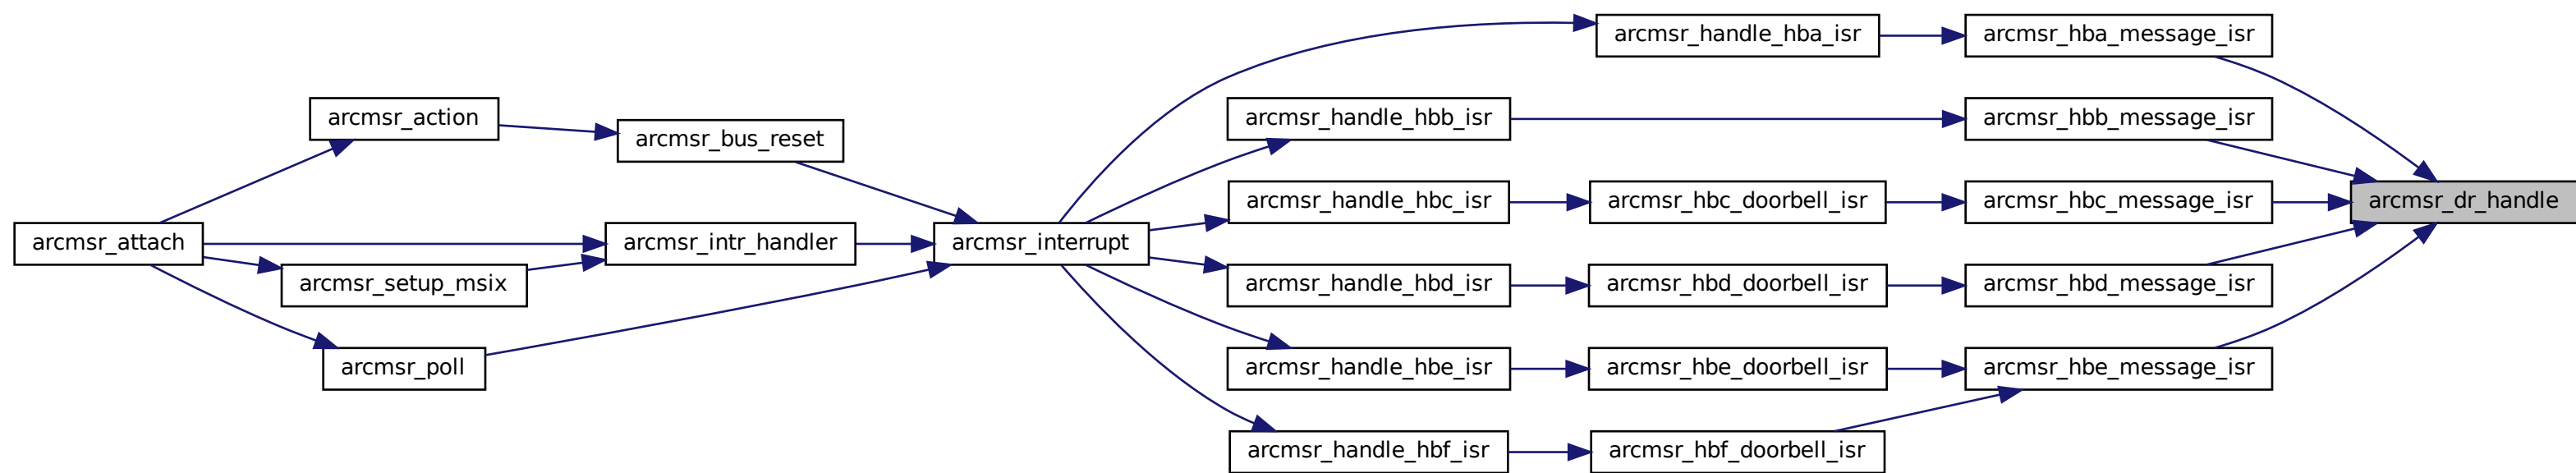 arcmsr_handle_hba_isr
arcmsr_hba_message_isr
arcmsr_action
arcmsr_handle_hbb_isr
arcmsr_hbb_message_isr
arcmsr_bus_reset
arcmsr_handle_hbc_isr
arcmsr_hbc_doorbell_isr
arcmsr_hbc_message_isr
arcmsr_dr_handle
arcmsr_attach
arcmsr_intr_handler
arcmsr_interrupt
arcmsr_setup_msix
arcmsr_handle_hbd_isr
arcmsr_hbd_doorbell_isr
arcmsr_hbd_message_isr
arcmsr_poll
arcmsr_handle_hbe_isr
arcmsr_hbe_doorbell_isr
arcmsr_hbe_message_isr
arcmsr_handle_hbf_isr
arcmsr_hbf_doorbell_isr